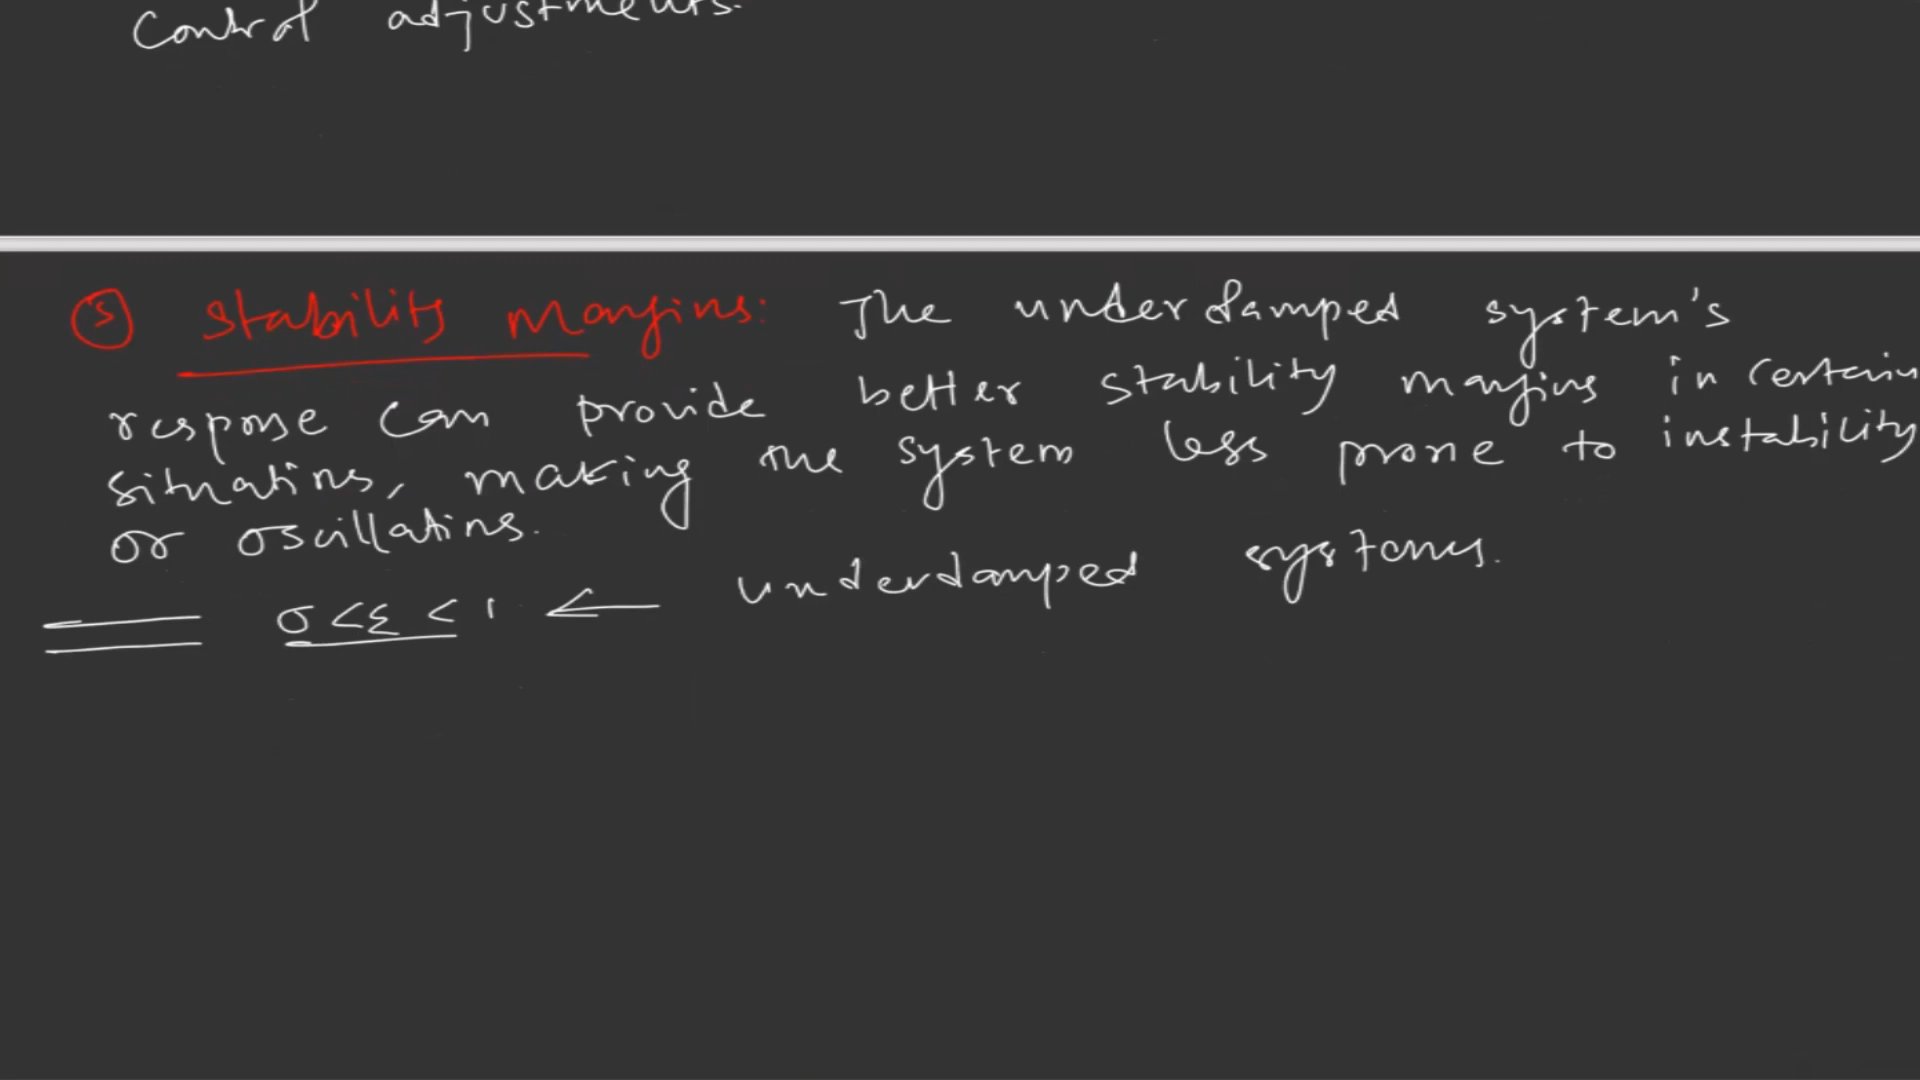 Control adjustments.
⑤ Stability Margins: The underdamped system's
response can provide better stability margins in certain
situations, making the system less prone to instability
or oscillations.
0 < ξ < 1 ← underdamped systems.